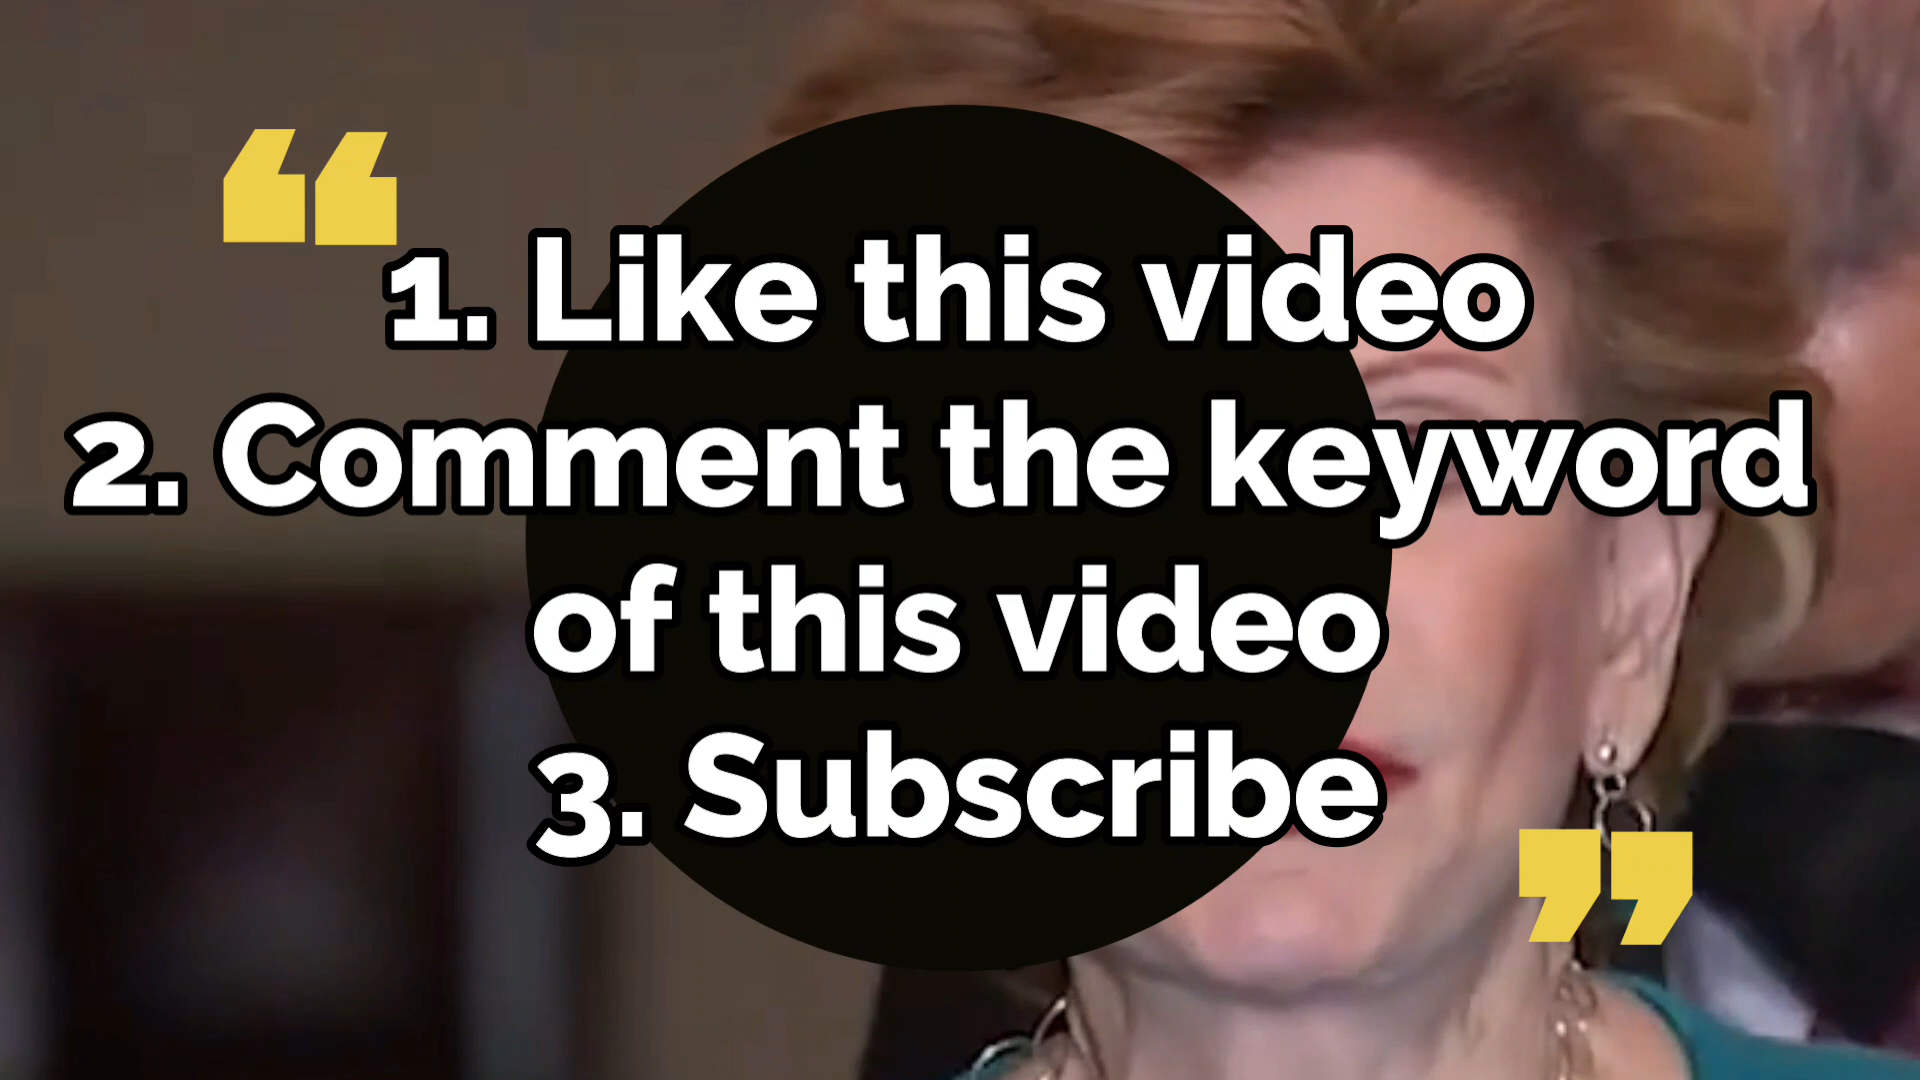 “
1. Like this video
2. Comment the keyword
of this video
3. Subscribe
”